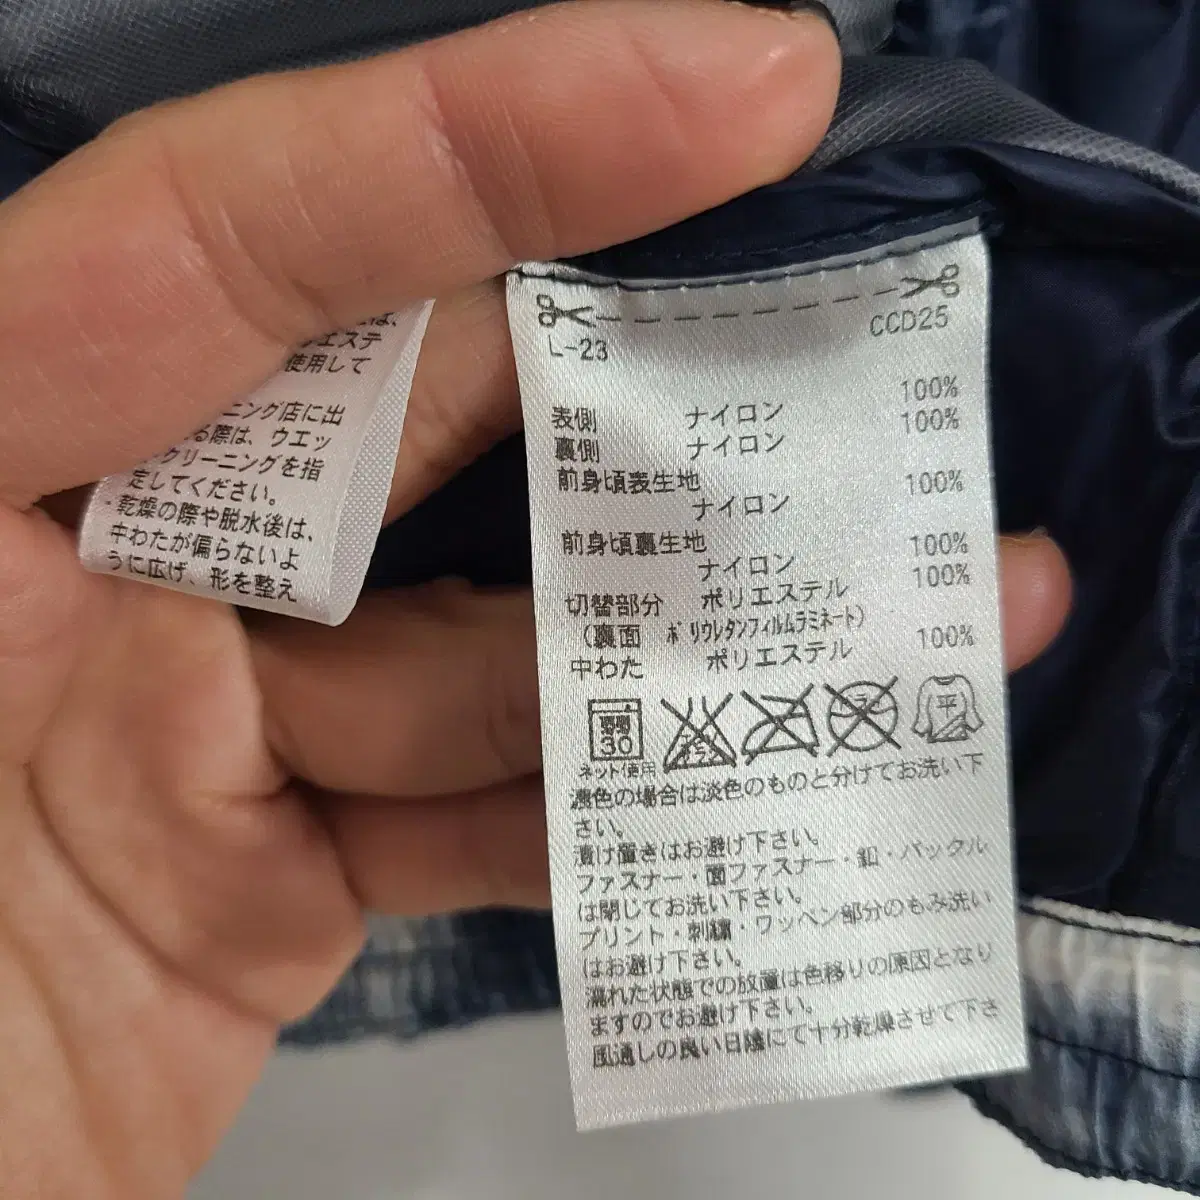 は、
エステ
使用して
ニング店に出
る際は、ウエッ
クリーニングを指
定してください。
・乾燥の際や脱水後は、
中わたが偏らないよ
うに広げ、形を整え
L-23 CCD25
表側 ナイロン 100%
裏側 ナイロン 100%
前身頃表生地
ナイロン 100%
前身頃裏生地
ナイロン 100%
切替部分 ポリエステル 100%
(裏面 ポリウレタンフィルムラミネート)
中わた ポリエステル 100%
30
平
ネット使用
濃色の場合は淡色のものと分けてお洗い下
さい。
漬け置きはお避け下さい。
ファスナー・面ファスナー・釦・バックル
は閉じてお洗い下さい。
プリント・刺繍・ワッペン部分のもみ洗い
はお避け下さい。
濡れた状態での放置は色移りの原因となり
ますのでお避け下さい。
風通しの良い日陰にて十分乾燥させて下さ